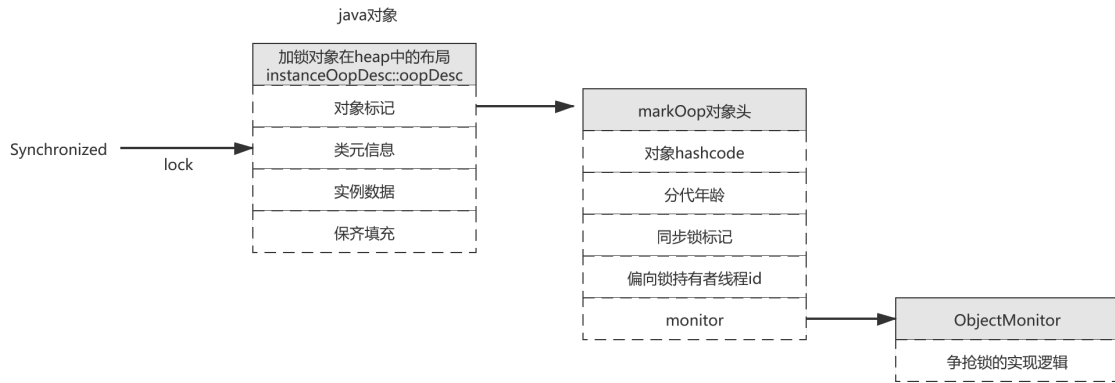 java对象
加锁对象在heap中的布局
instanceOopDesc::oopDesc
对象标记
类元信息
实例数据
保齐填充
Synchronized
lock
markOop对象头
对象hashcode
分代年龄
同步锁标记
偏向锁持有者线程id
monitor
ObjectMonitor
争抢锁的实现逻辑